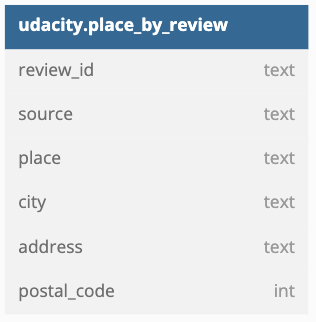 udacity.place_by_review
review_id text
source text
place text
city text
address text
postal_code int